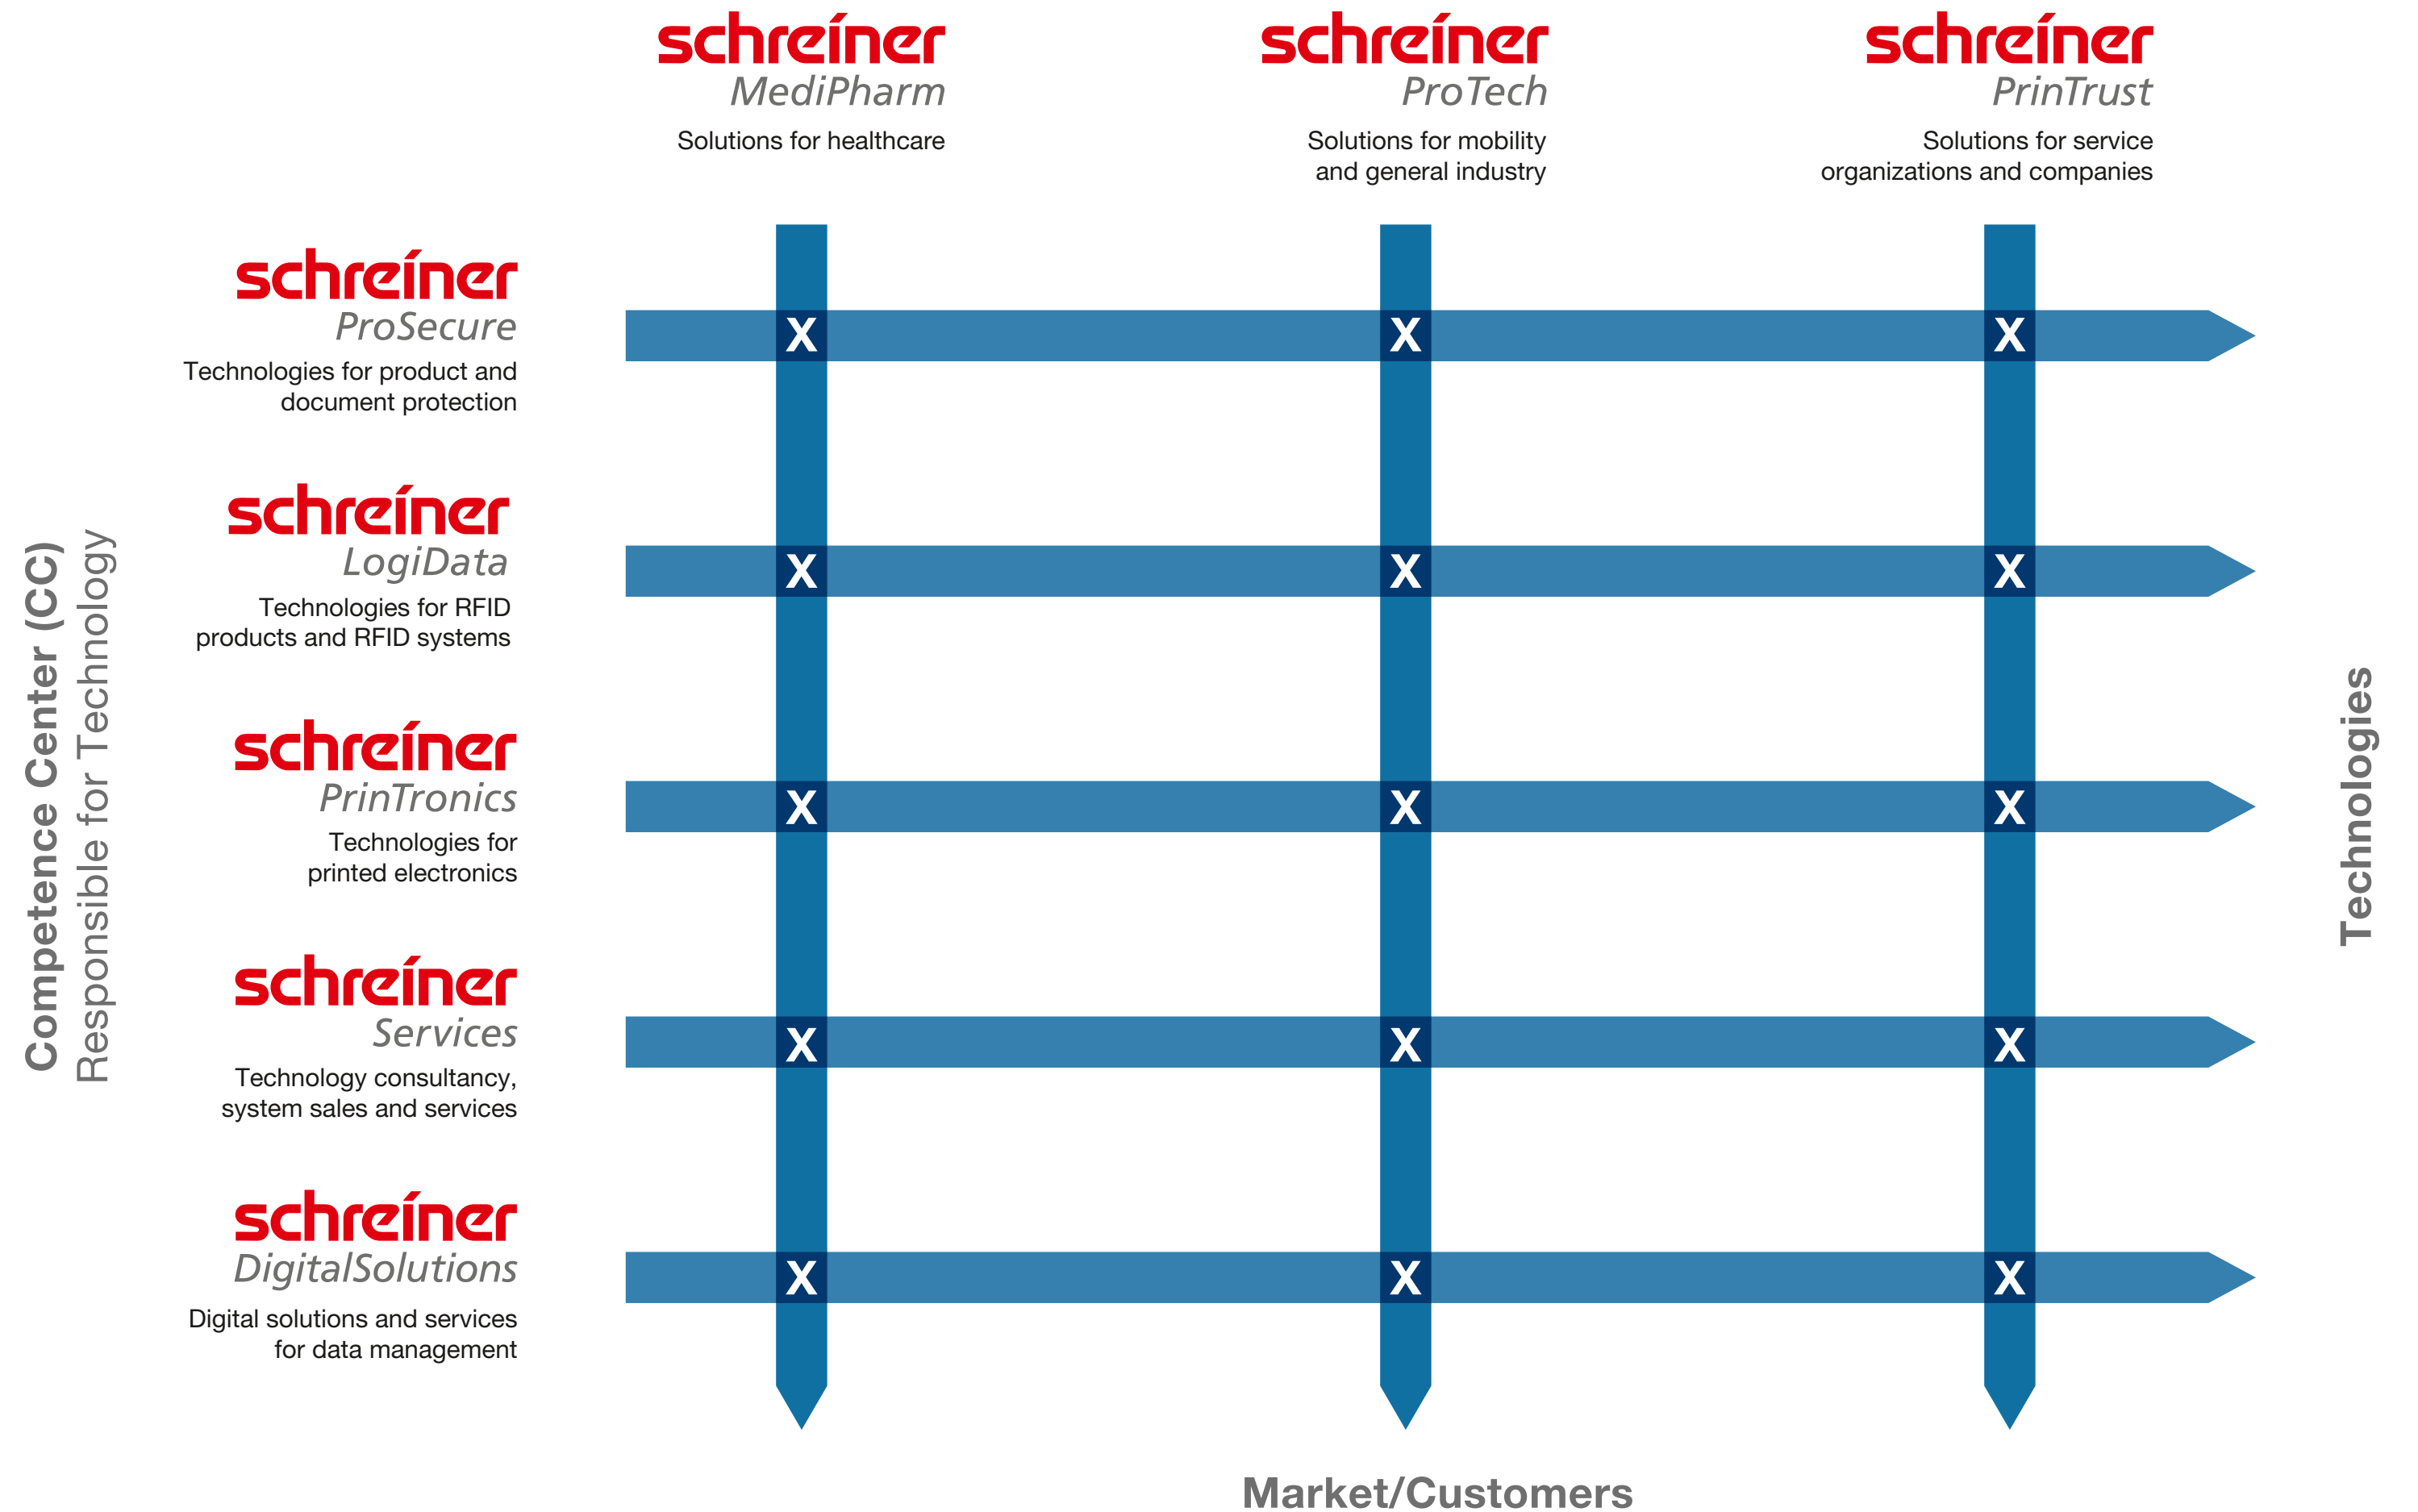 schreiner
MediPharm
Solutions for healthcare
schreiner
ProTech
Solutions for mobility
and general industry
schreiner
PrinTrust
Solutions for service
organizations and companies
Competence Center (CC)
Responsible for Technology
schreiner
ProSecure
Technologies for product and
document protection
X X X
schreiner
LogiData
Technologies for RFID
products and RFID systems
X X X
schreiner
PrinTronics
Technologies for
printed electronics
X X X
schreiner
Services
Technology consultancy,
system sales and services
X X X
schreiner
DigitalSolutions
Digital solutions and services
for data management
X X X
Technologies
Market/Customers